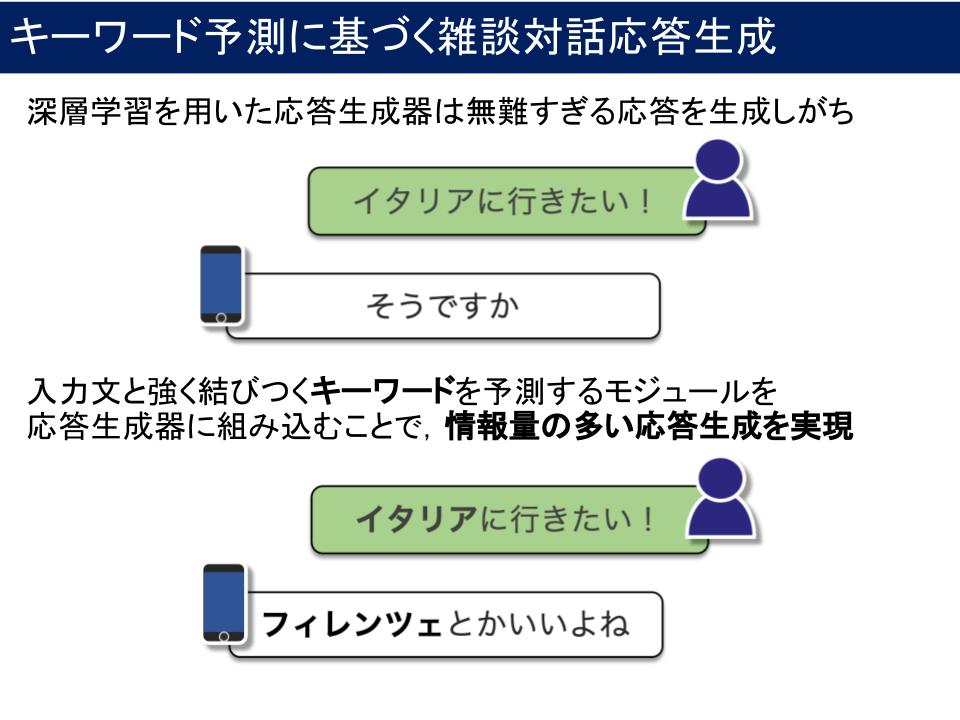 キーワード予測に基づく雑談対話応答生成
深層学習を用いた応答生成器は無難すぎる応答を生成しがち
イタリアに行きたい！
そうですか
入力文と強く結びつくキーワードを予測するモジュールを
応答生成器に組み込むことで，情報量の多い応答生成を実現
イタリアに行きたい！
フィレンツェとかいいよね